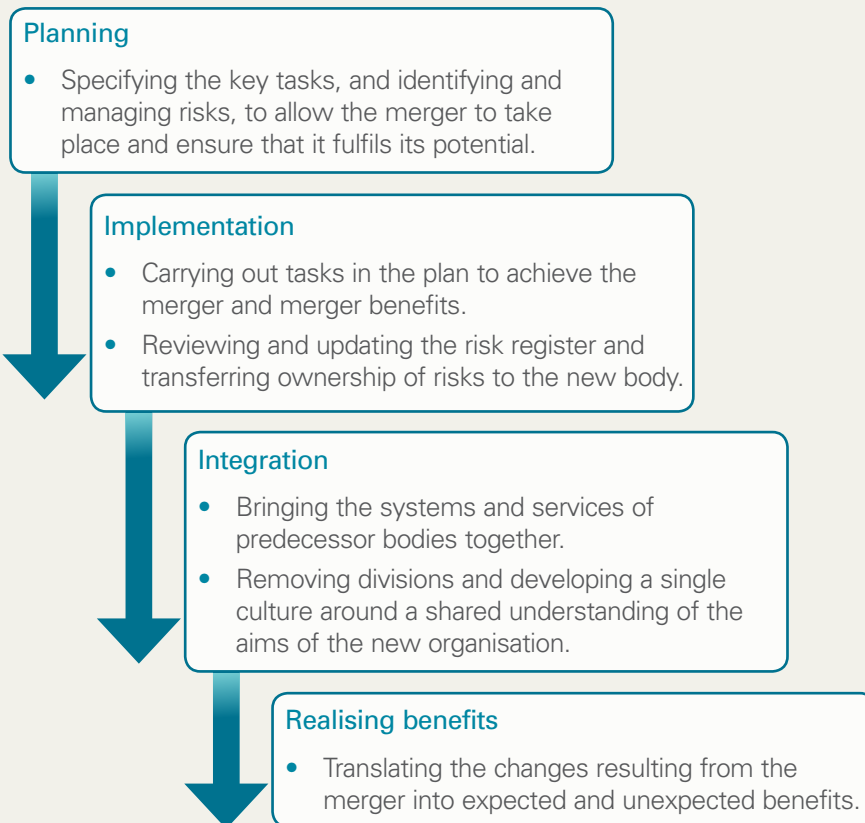 Planning
• Specifying the key tasks, and identifying and
managing risks, to allow the merger to take
place and ensure that it fulfils its potential.
Implementation
• Carrying out tasks in the plan to achieve the
merger and merger benefits.
• Reviewing and updating the risk register and
transferring ownership of risks to the new body.
Integration
• Bringing the systems and services of
predecessor bodies together.
• Removing divisions and developing a single
culture around a shared understanding of the
aims of the new organisation.
Realising benefits
• Translating the changes resulting from the
merger into expected and unexpected benefits.